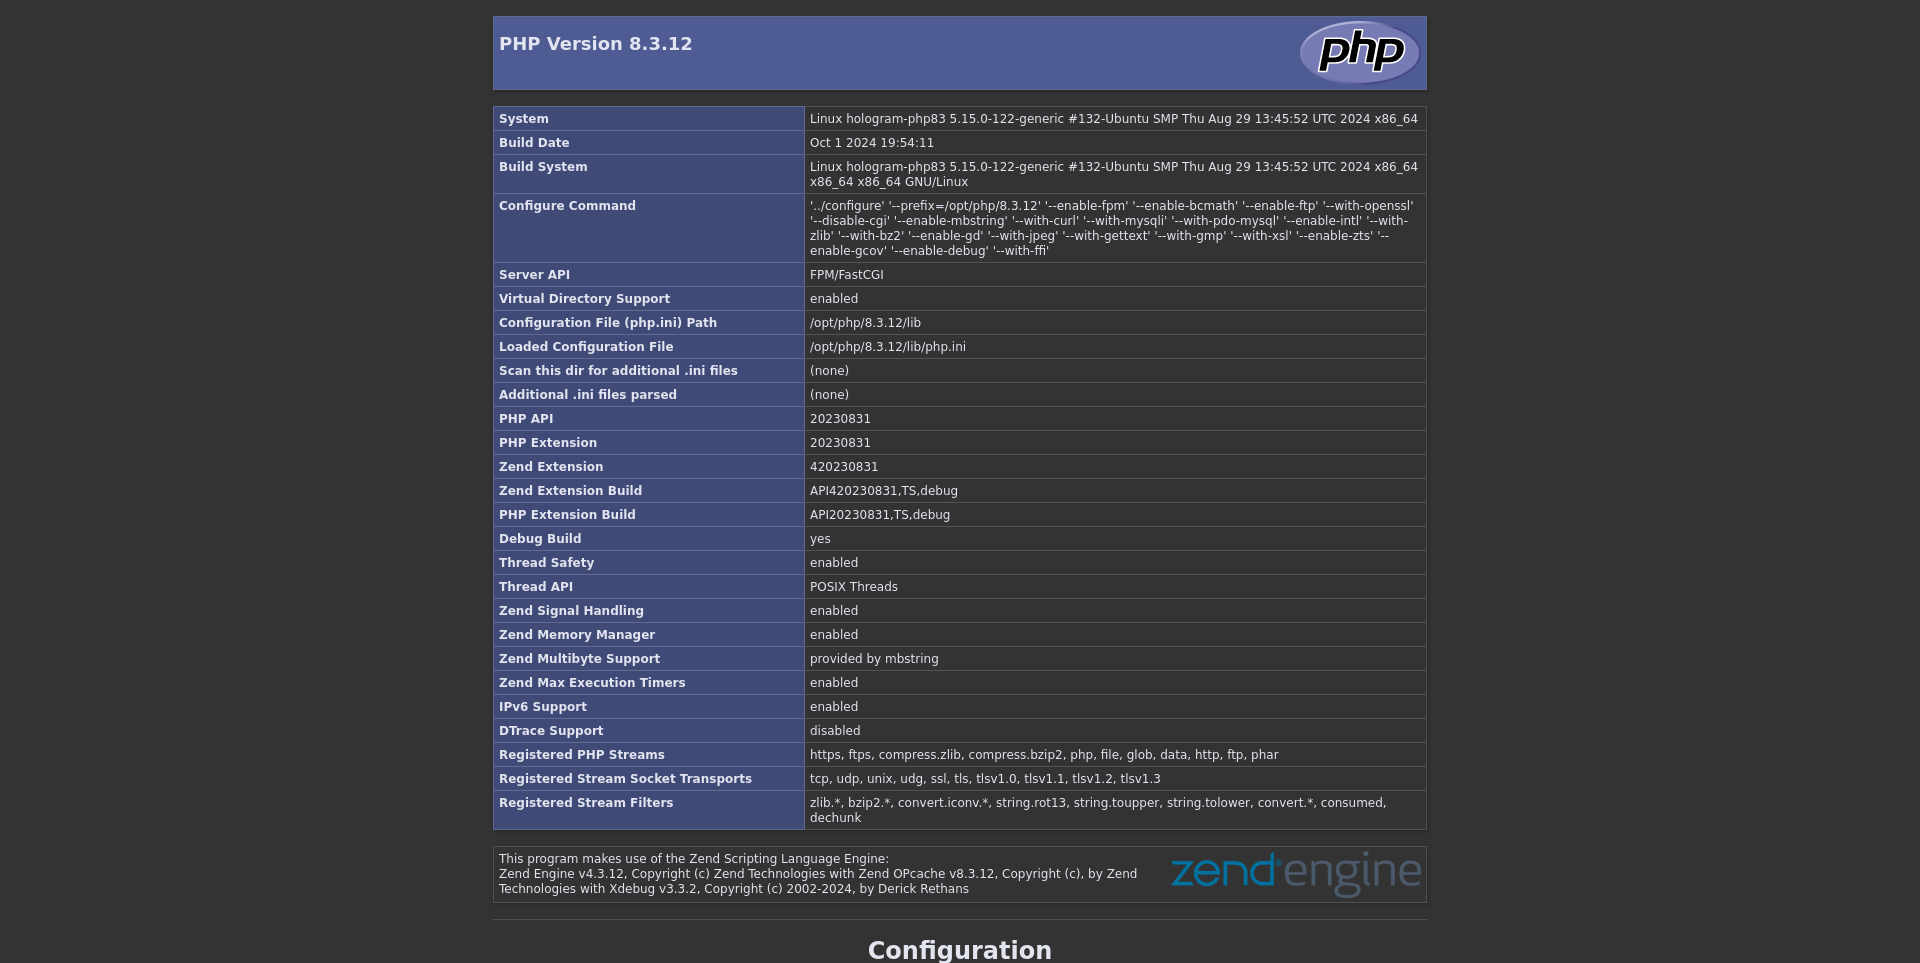 PHP Version 8.3.12
php
System Linux hologram-php83 5.15.0-122-generic #132-Ubuntu SMP Thu Aug 29 13:45:52 UTC 2024 x86_64
Build Date Oct 1 2024 19:54:11
Build System Linux hologram-php83 5.15.0-122-generic #132-Ubuntu SMP Thu Aug 29 13:45:52 UTC 2024 x86_64
x86_64 x86_64 GNU/Linux
Configure Command '../configure' '--prefix=/opt/php/8.3.12' '--enable-fpm' '--enable-bcmath' '--enable-ftp' '--with-openssl'
'--disable-cgi' '--enable-mbstring' '--with-curl' '--with-mysqli' '--with-pdo-mysql' '--enable-intl' '--with-
zlib' '--with-bz2' '--enable-gd' '--with-jpeg' '--with-gettext' '--with-gmp' '--with-xsl' '--enable-zts' '--
enable-gcov' '--enable-debug' '--with-ffi'
Server API FPM/FastCGI
Virtual Directory Support enabled
Configuration File (php.ini) Path /opt/php/8.3.12/lib
Loaded Configuration File /opt/php/8.3.12/lib/php.ini
Scan this dir for additional .ini files (none)
Additional .ini files parsed (none)
PHP API 20230831
PHP Extension 20230831
Zend Extension 420230831
Zend Extension Build API420230831,TS,debug
PHP Extension Build API20230831,TS,debug
Debug Build yes
Thread Safety enabled
Thread API POSIX Threads
Zend Signal Handling enabled
Zend Memory Manager enabled
Zend Multibyte Support provided by mbstring
Zend Max Execution Timers enabled
IPv6 Support enabled
DTrace Support disabled
Registered PHP Streams https, ftps, compress.zlib, compress.bzip2, php, file, glob, data, http, ftp, phar
Registered Stream Socket Transports tcp, udp, unix, udg, ssl, tls, tlsv1.0, tlsv1.1, tlsv1.2, tlsv1.3
Registered Stream Filters zlib.*, bzip2.*, convert.iconv.*, string.rot13, string.toupper, string.tolower, convert.*, consumed,
dechunk
This program makes use of the Zend Scripting Language Engine:
Zend Engine v4.3.12, Copyright (c) Zend Technologies with Zend OPcache v8.3.12, Copyright (c), by Zend
Technologies with Xdebug v3.3.2, Copyright (c) 2002-2024, by Derick Rethans
zend engine
Configuration